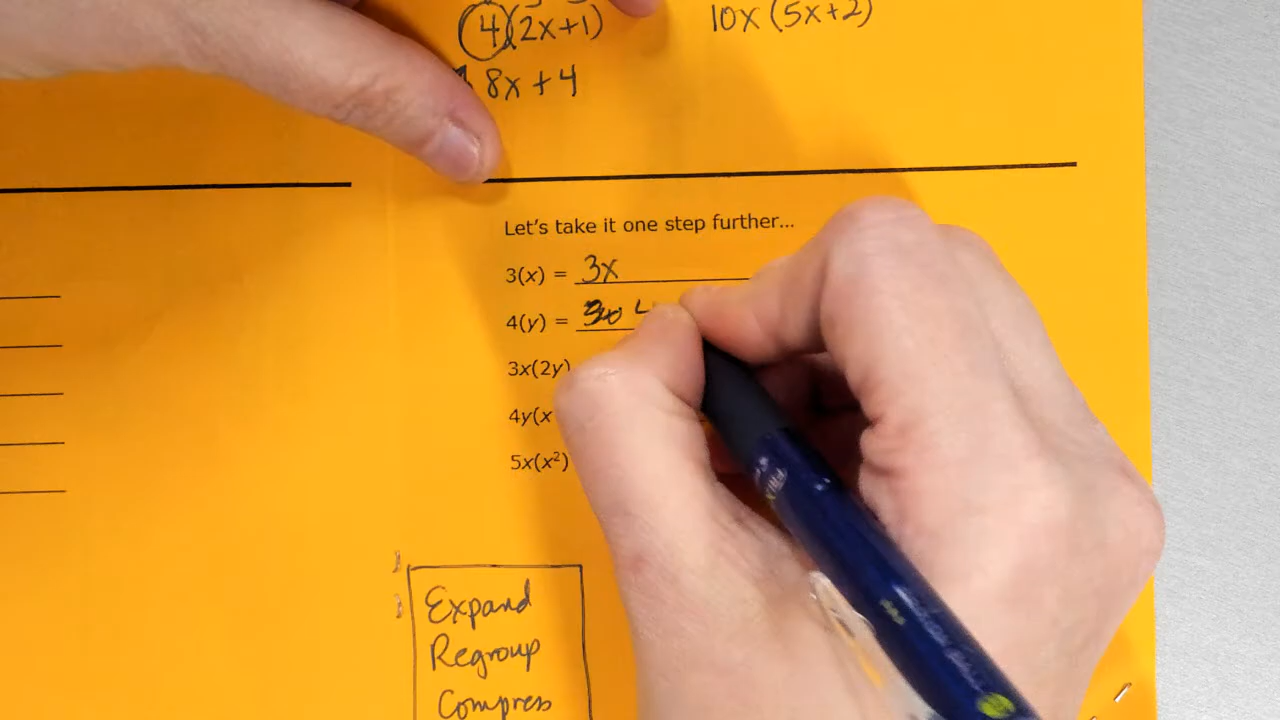 4(2x+1) 10x(5x+2)
8x+4
Let's take it one step further...
3(x) = 3x
4(y) = 4
3x(2y)
4y(x
5x(x²)
Expand
Regroup
Compress